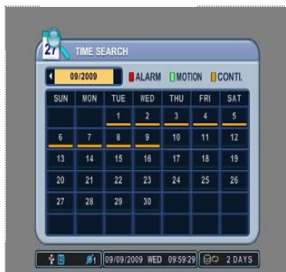 27
TIME SEARCH
09/2009 ALARM MOTION CONTI.
SUN MON TUE WED THU FRI SAT
1 2 3 4 5
6 7 8 9 10 11 12
13 14 15 16 17 18 19
20 21 22 23 24 25 26
27 28 29 30
1 09/09/2009 WED 09:59:29 2 DAYS